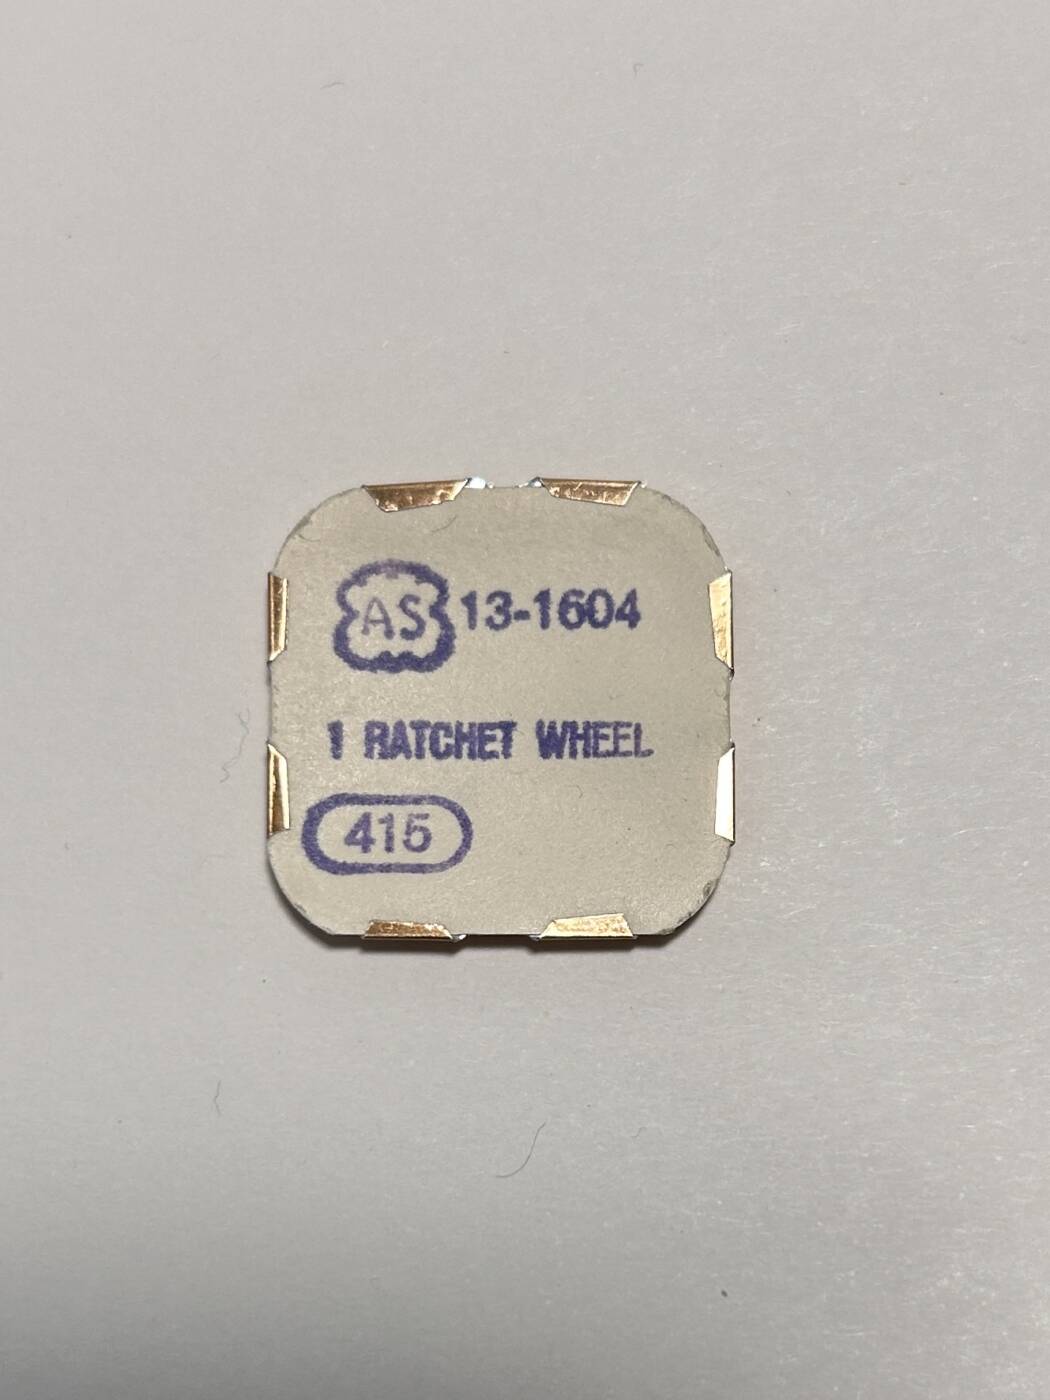 AS 13-1604
1 RATCHET WHEEL
415